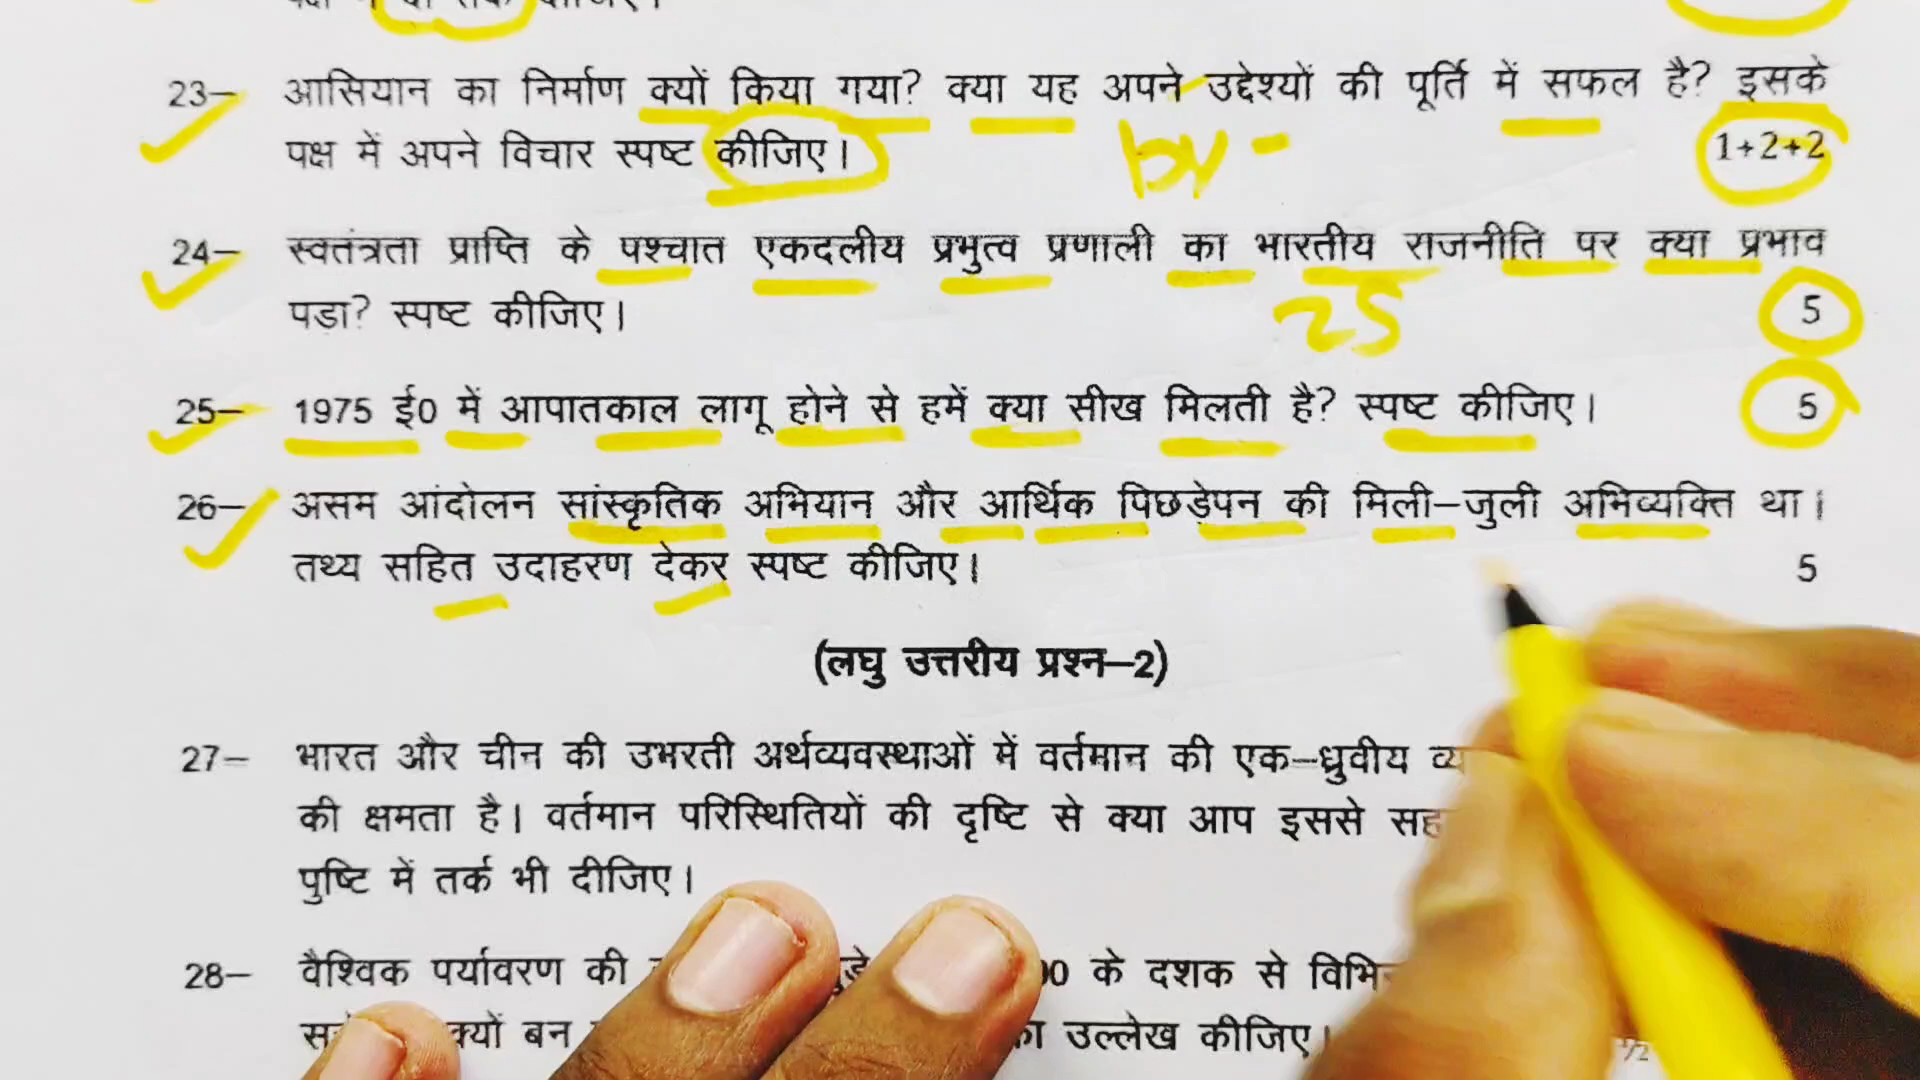 23- आसियान का निर्माण क्यों किया गया? क्या यह अपने उद्देश्यों की पूर्ति में सफल है? इसके
पक्ष में अपने विचार स्पष्ट कीजिए। 1+2+2
24- स्वतंत्रता प्राप्ति के पश्चात एकदलीय प्रभुत्व प्रणाली का भारतीय राजनीति पर क्या प्रभाव
पडा? स्पष्ट कीजिए। 25 5
25- 1975 ई0 में आपातकाल लागू होने से हमें क्या सीख मिलती है? स्पष्ट कीजिए। 5
26- असम आंदोलन सांस्कृतिक अभियान और आर्थिक पिछड़ेपन की मिली-जुली अभिव्यक्ति था।
तथ्य सहित उदाहरण देकर स्पष्ट कीजिए। 5
(लघु उत्तरीय प्रश्न-2)
27- भारत और चीन की उभरती अर्थव्यवस्थाओं में वर्तमान की एक-ध्रुवीय
की क्षमता है। वर्तमान परिस्थितियों की दृष्टि से क्या आप इससे
पुष्टि में तर्क भी दीजिए।
28- वैश्विक पर्यावरण की के दशक से
क्यों बन उल्लेख कीजिए।